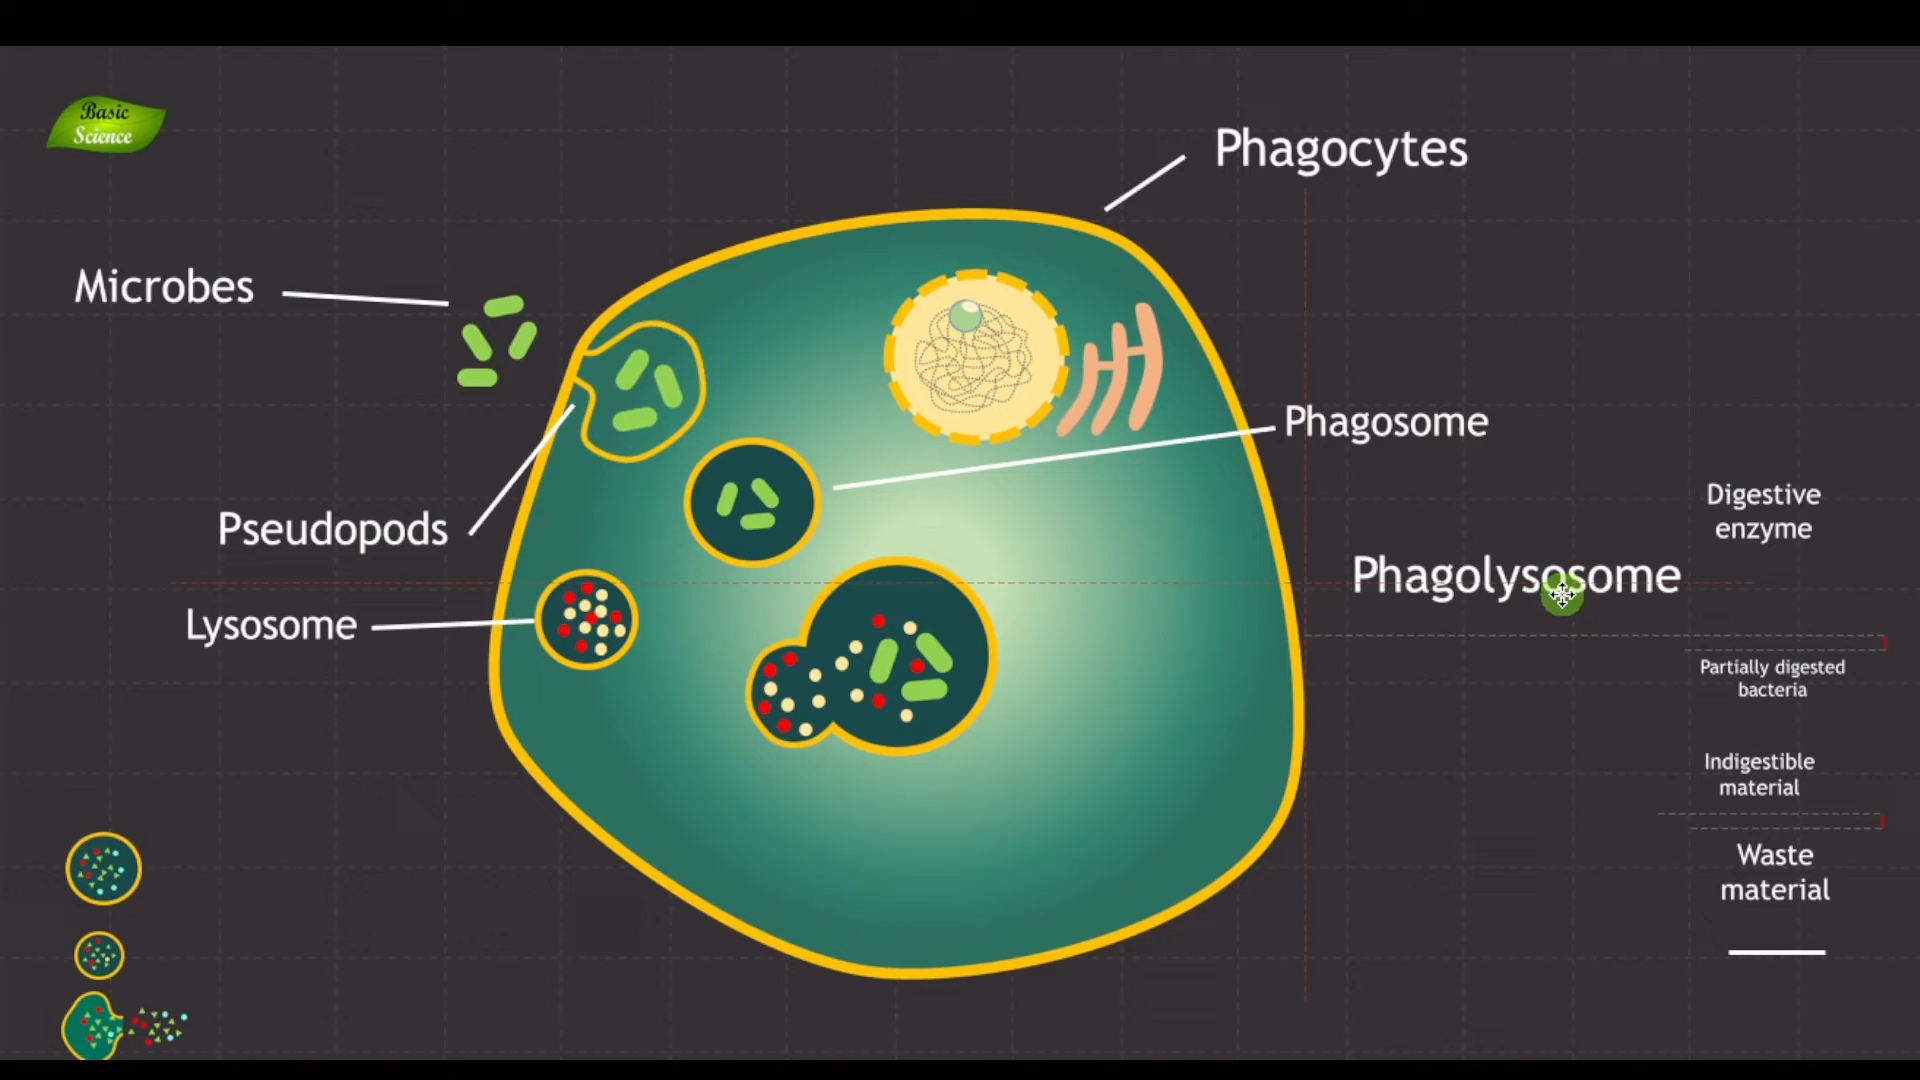 Basic
Science
Phagocytes
Microbes
Phagosome
Digestive
enzyme
Pseudopods
Phagolysosome
Lysosome
Partially digested
bacteria
Indigestible
material
Waste
material